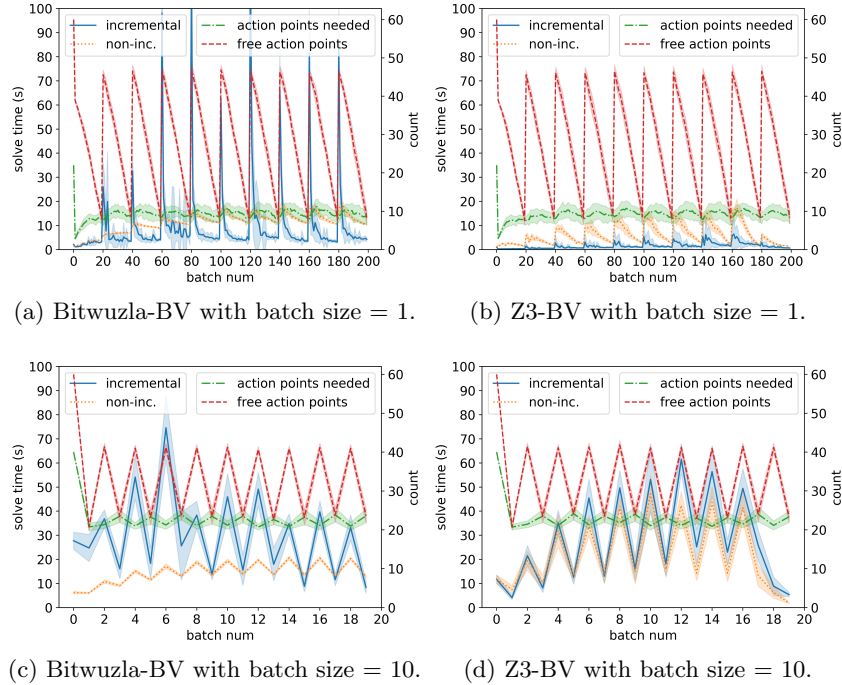 incremental
non-inc.
action points needed
free action points
solve time (s)
count
100
90
80
70
60
50
40
30
20
10
0
60
50
40
30
20
10
0
0 20 40 60 80 100 120 140 160 180 200
batch num
(a) Bitwuzla-BV with batch size = 1.
incremental
non-inc.
action points needed
free action points
solve time (s)
count
100
90
80
70
60
50
40
30
20
10
0
60
50
40
30
20
10
0
0 20 40 60 80 100 120 140 160 180 200
batch num
(b) Z3-BV with batch size = 1.
incremental
non-inc.
action points needed
free action points
solve time (s)
count
100
90
80
70
60
50
40
30
20
10
0
60
50
40
30
20
10
0
0 2 4 6 8 10 12 14 16 18 20
batch num
(c) Bitwuzla-BV with batch size = 10.
incremental
non-inc.
action points needed
free action points
solve time (s)
count
100
90
80
70
60
50
40
30
20
10
0
60
50
40
30
20
10
0
0 2 4 6 8 10 12 14 16 18 20
batch num
(d) Z3-BV with batch size = 10.